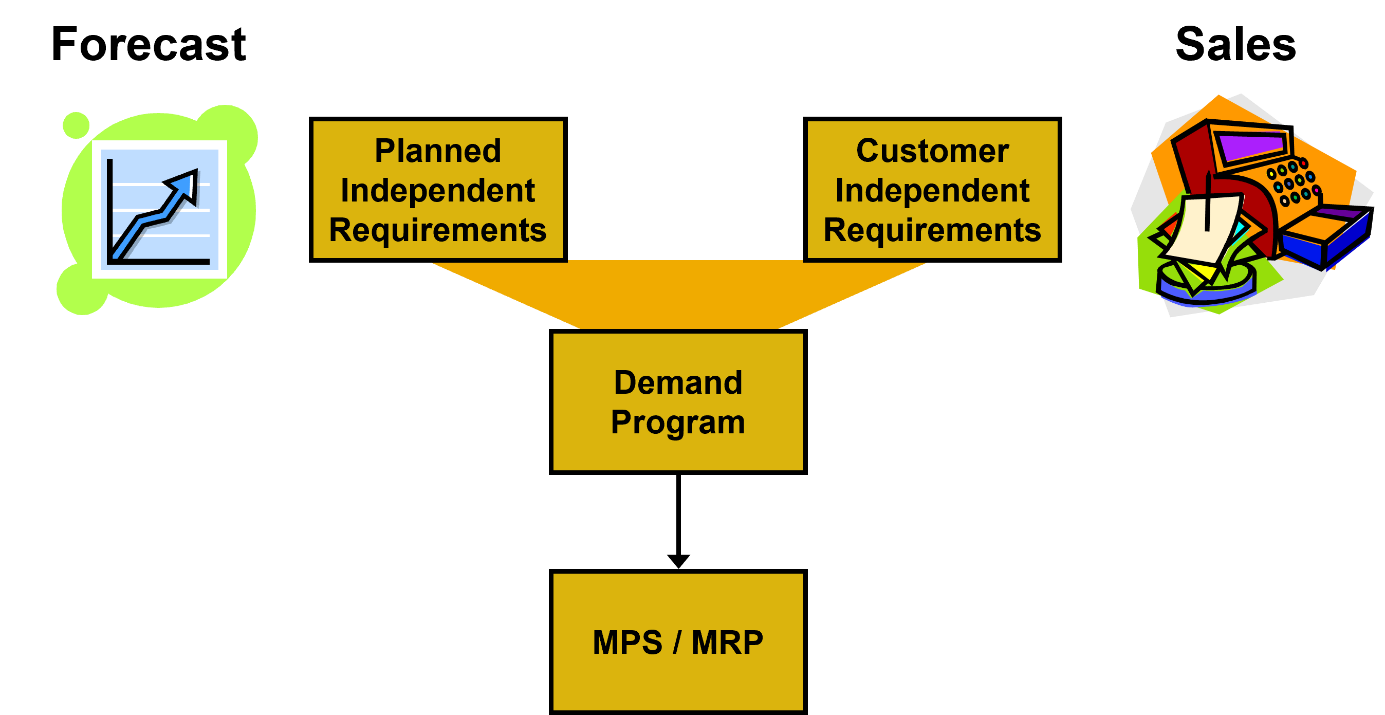 Forecast
Sales
Planned
Independent
Requirements
Customer
Independent
Requirements
Demand
Program
MPS / MRP